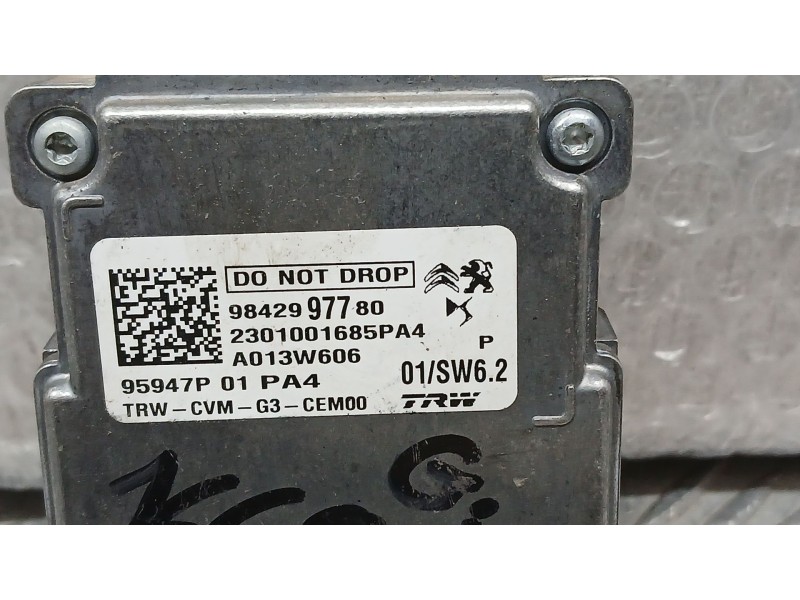 DO NOT DROP
98429 977 80
2301001685PA4
A013W606
P
95947P 01 PA4
01/SW6.2
TRW-CVM-G3-CEM00
TRW